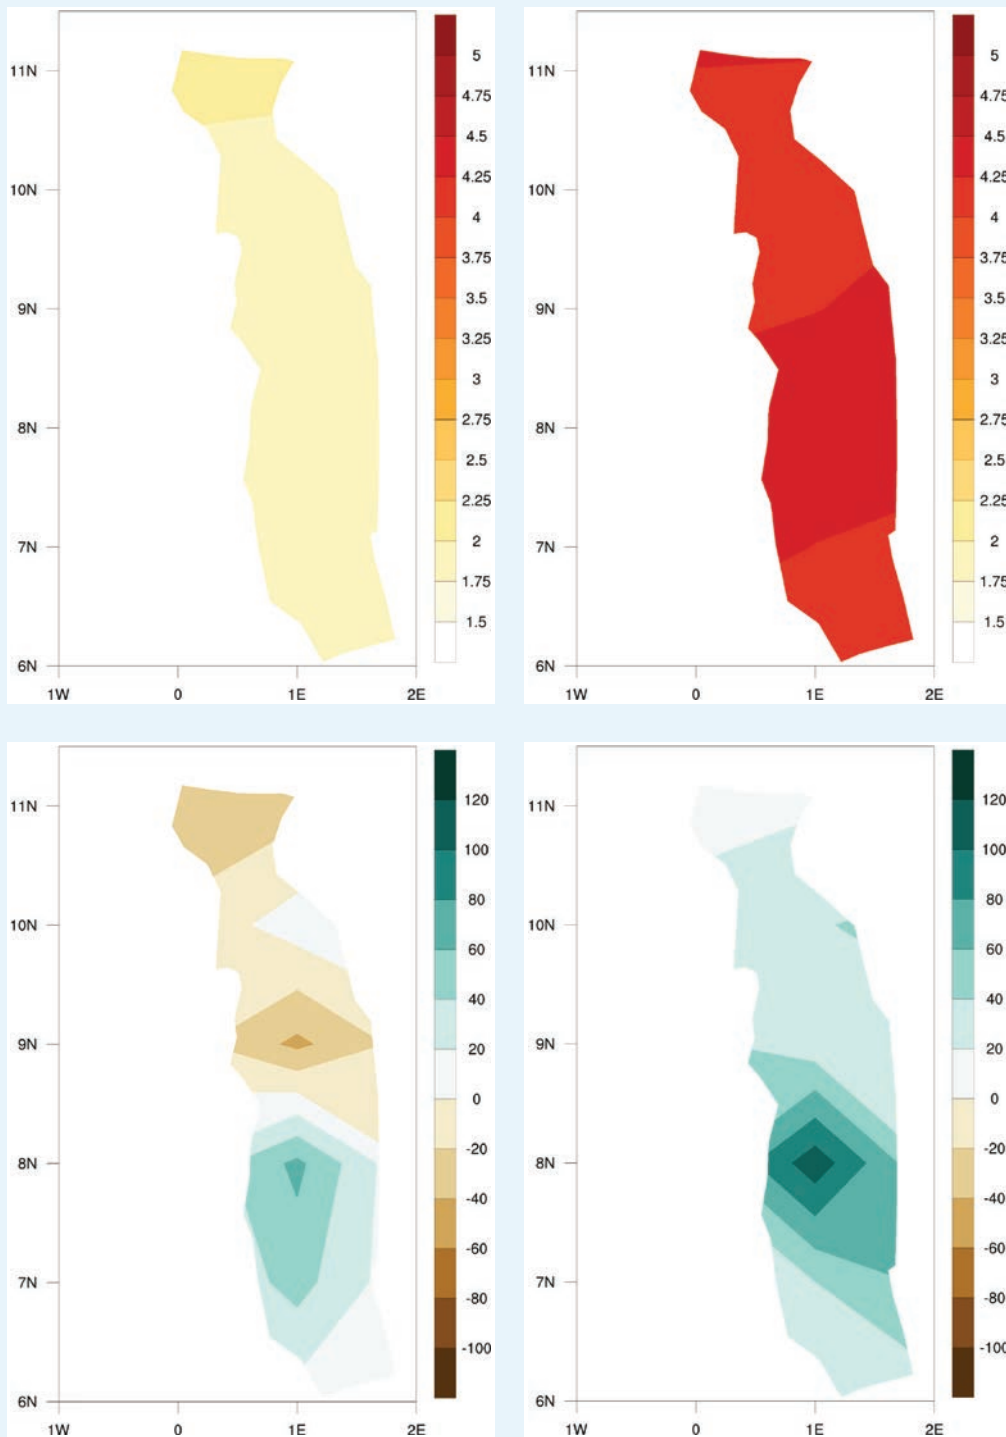 5 5
11N 4.75 11N 4.75
4.5 4.5
10N 4.25 10N 4.25
4 4
3.75 3.75
9N 3.5 9N 3.5
3.25 3.25
3 3
8N 2.75 8N 2.75
2.5 2.5
2.25 2.25
7N 2 7N 2
1.75 1.75
1.5 1.5
6N 6N
1W 0 1E 2E 1W 0 1E 2E
11N 120 11N 120
100 100
10N 80 10N 80
60 60
40 40
9N 20 9N 20
0 0
-20 -20
8N -40 8N -40
-60 -60
7N -80 7N -80
-100 -100
6N 6N
1W 0 1E 2E 1W 0 1E 2E